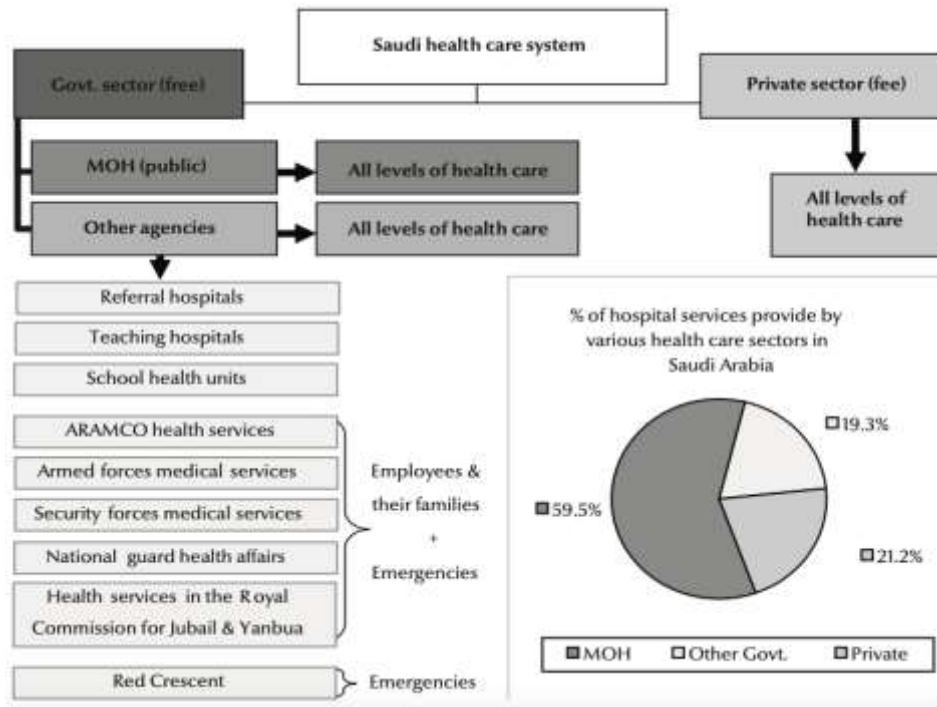 Saudi health care system
Govt. sector (free)
Private sector (fee)
MOH (public)
All levels of health care
All levels of
health care
Other agencies
All levels of health care
Referral hospitals
Teaching hospitals
School health units
ARAMCO health services
Armed forces medical services
Security forces medical services
National guard health affairs
Health services in the Royal
Commission for Jubail & Yanbua
Employees &
their families
+
Emergencies
Red Crescent
Emergencies
% of hospital services provide by
various health care sectors in
Saudi Arabia
19.3%
59.5%
21.2%
MOH
Other Govt.
Private